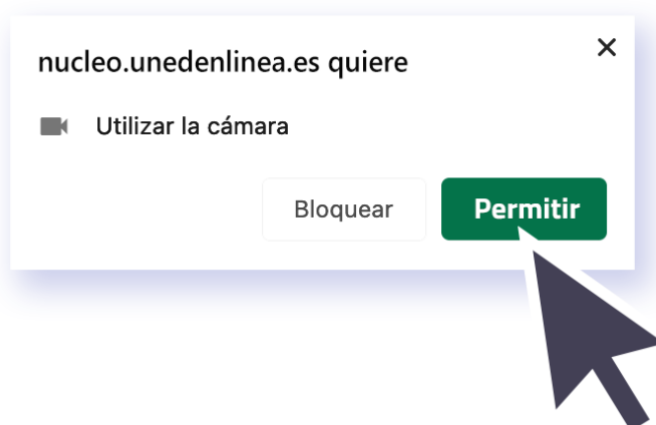 nucleo.unedenlinea.es quiere
Utilizar la cámara
Bloquear
Permitir